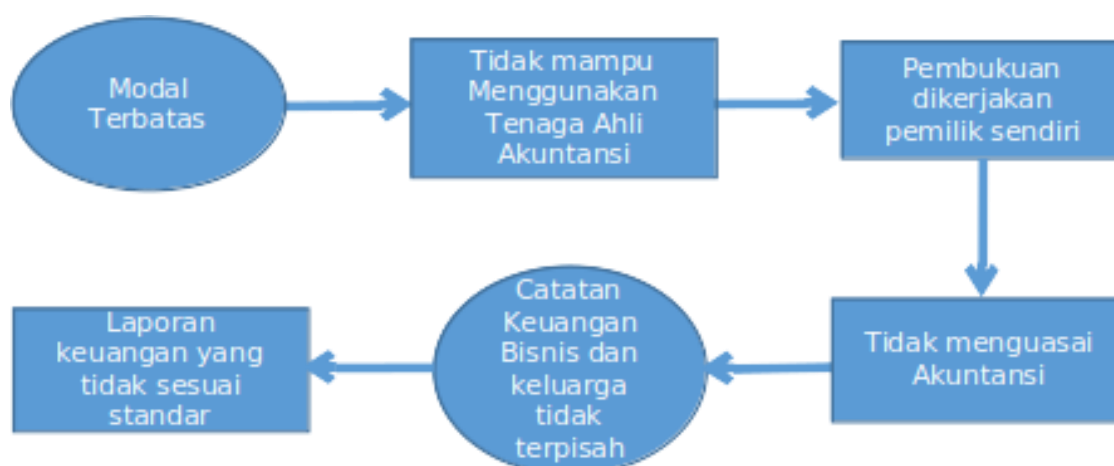 Modal
Terbatas
Tidak mampu
Menggunakan
Tenaga Ahli
Akuntansi
Pembukuan
dikerjakan
pemilik sendiri
Tidak menguasai
Akuntansi
Catatan
Keuangan
Bisnis dan
keluarga
tidak
terpisah
Laporan
keuangan yang
tidak sesuai
standar